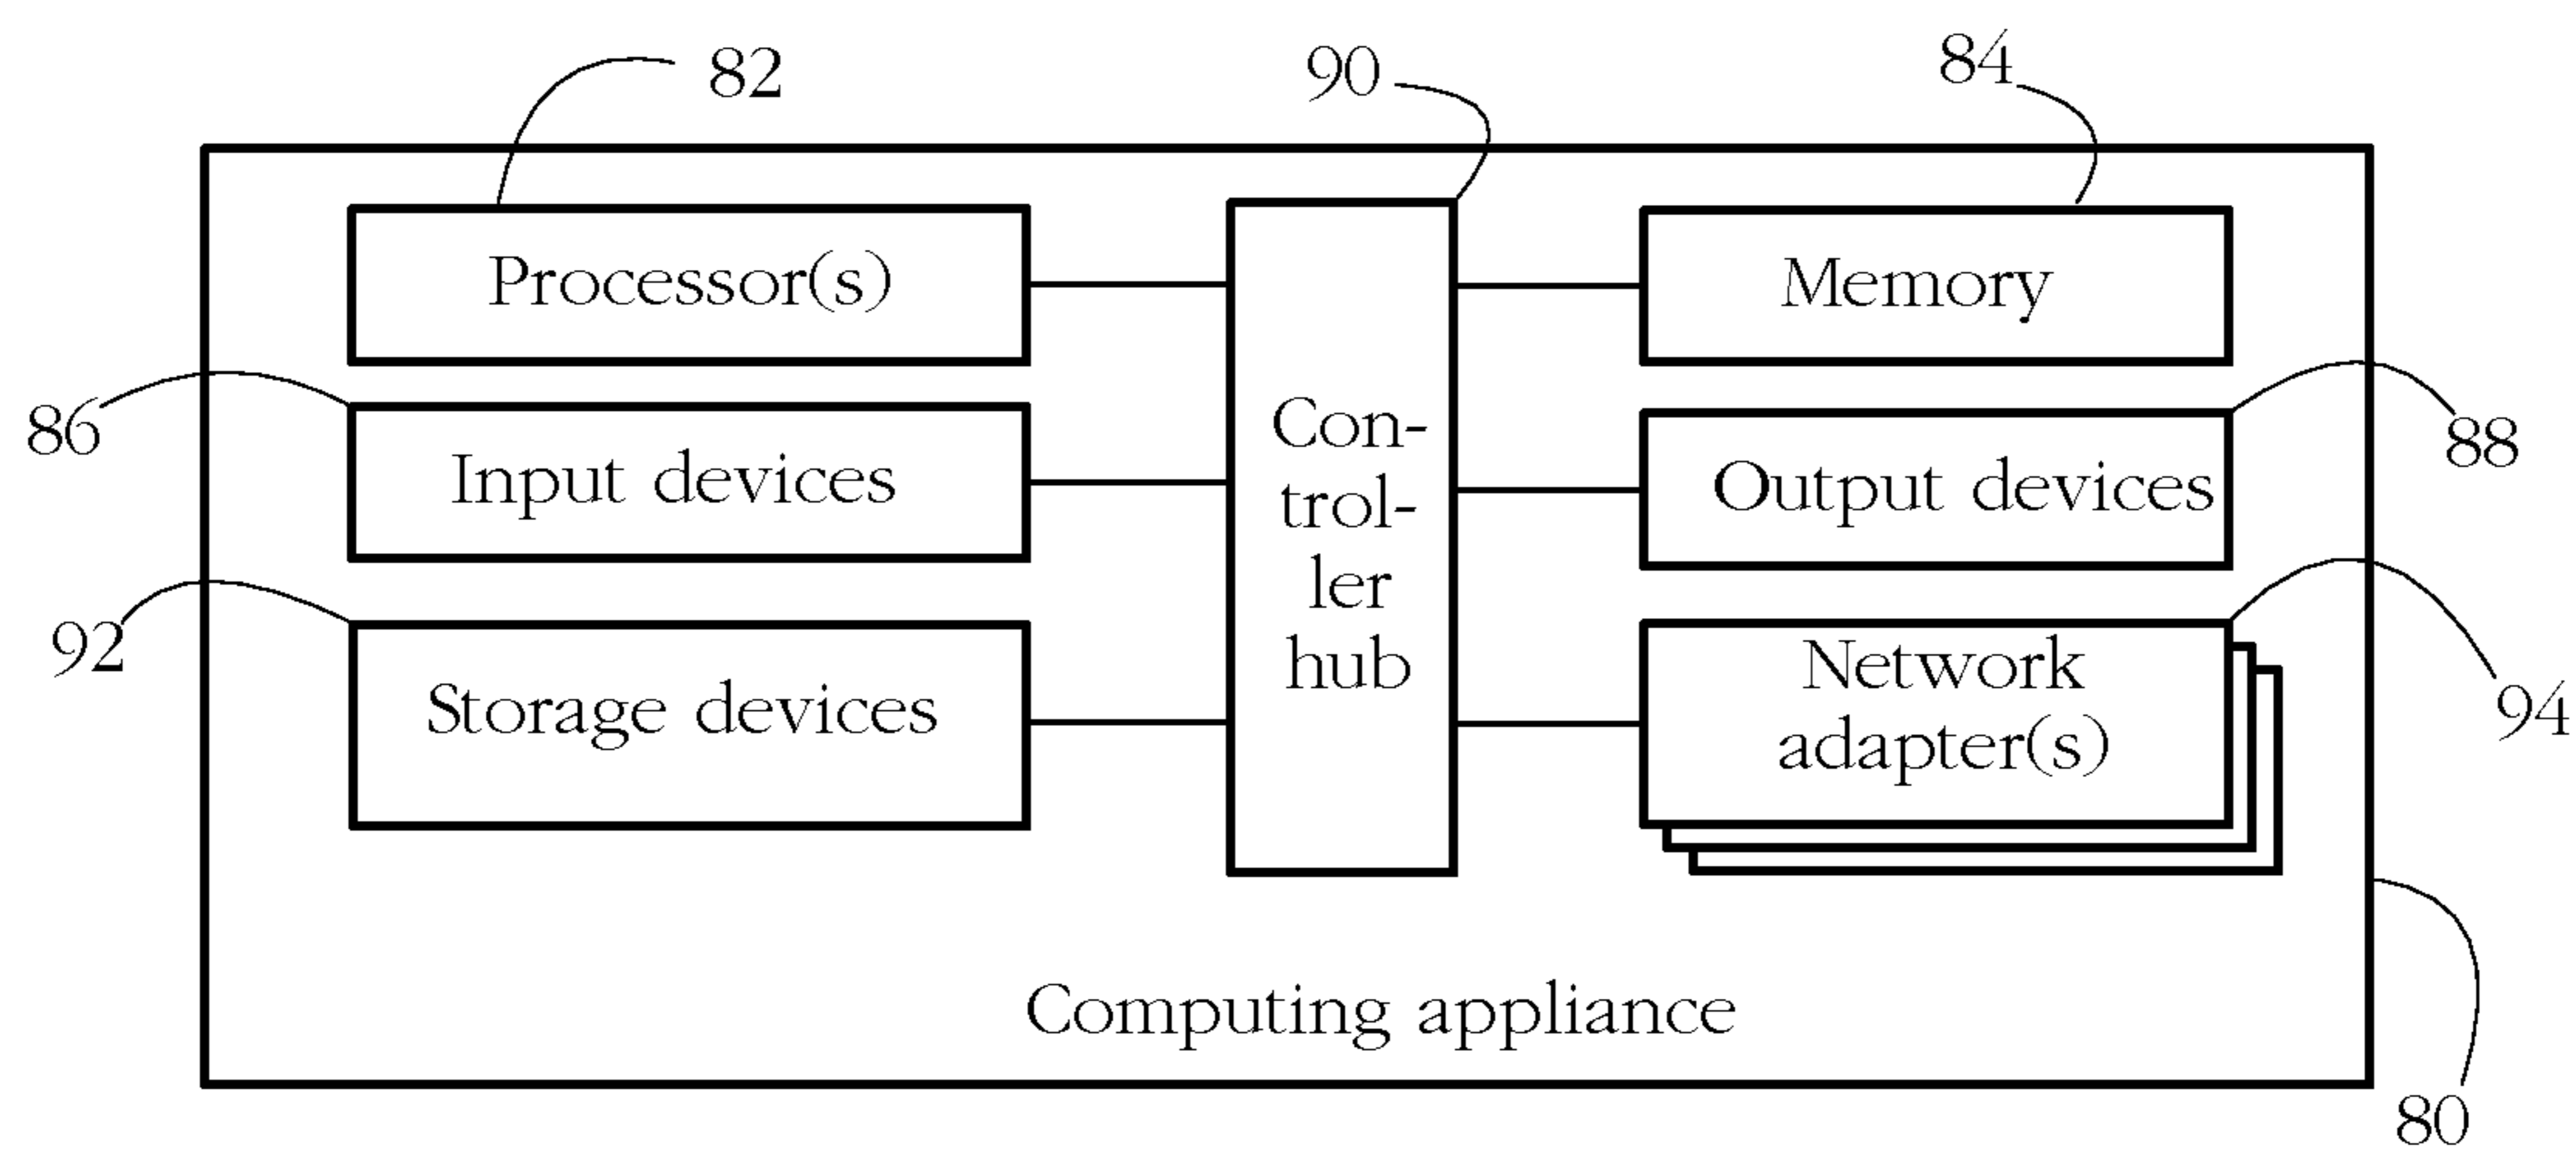 82
90
84
Processor(s)
Memory
86
Input devices
Con-
trol-
ler
hub
Output devices
88
92
Storage devices
Network
adapter(s)
94
Computing appliance
80